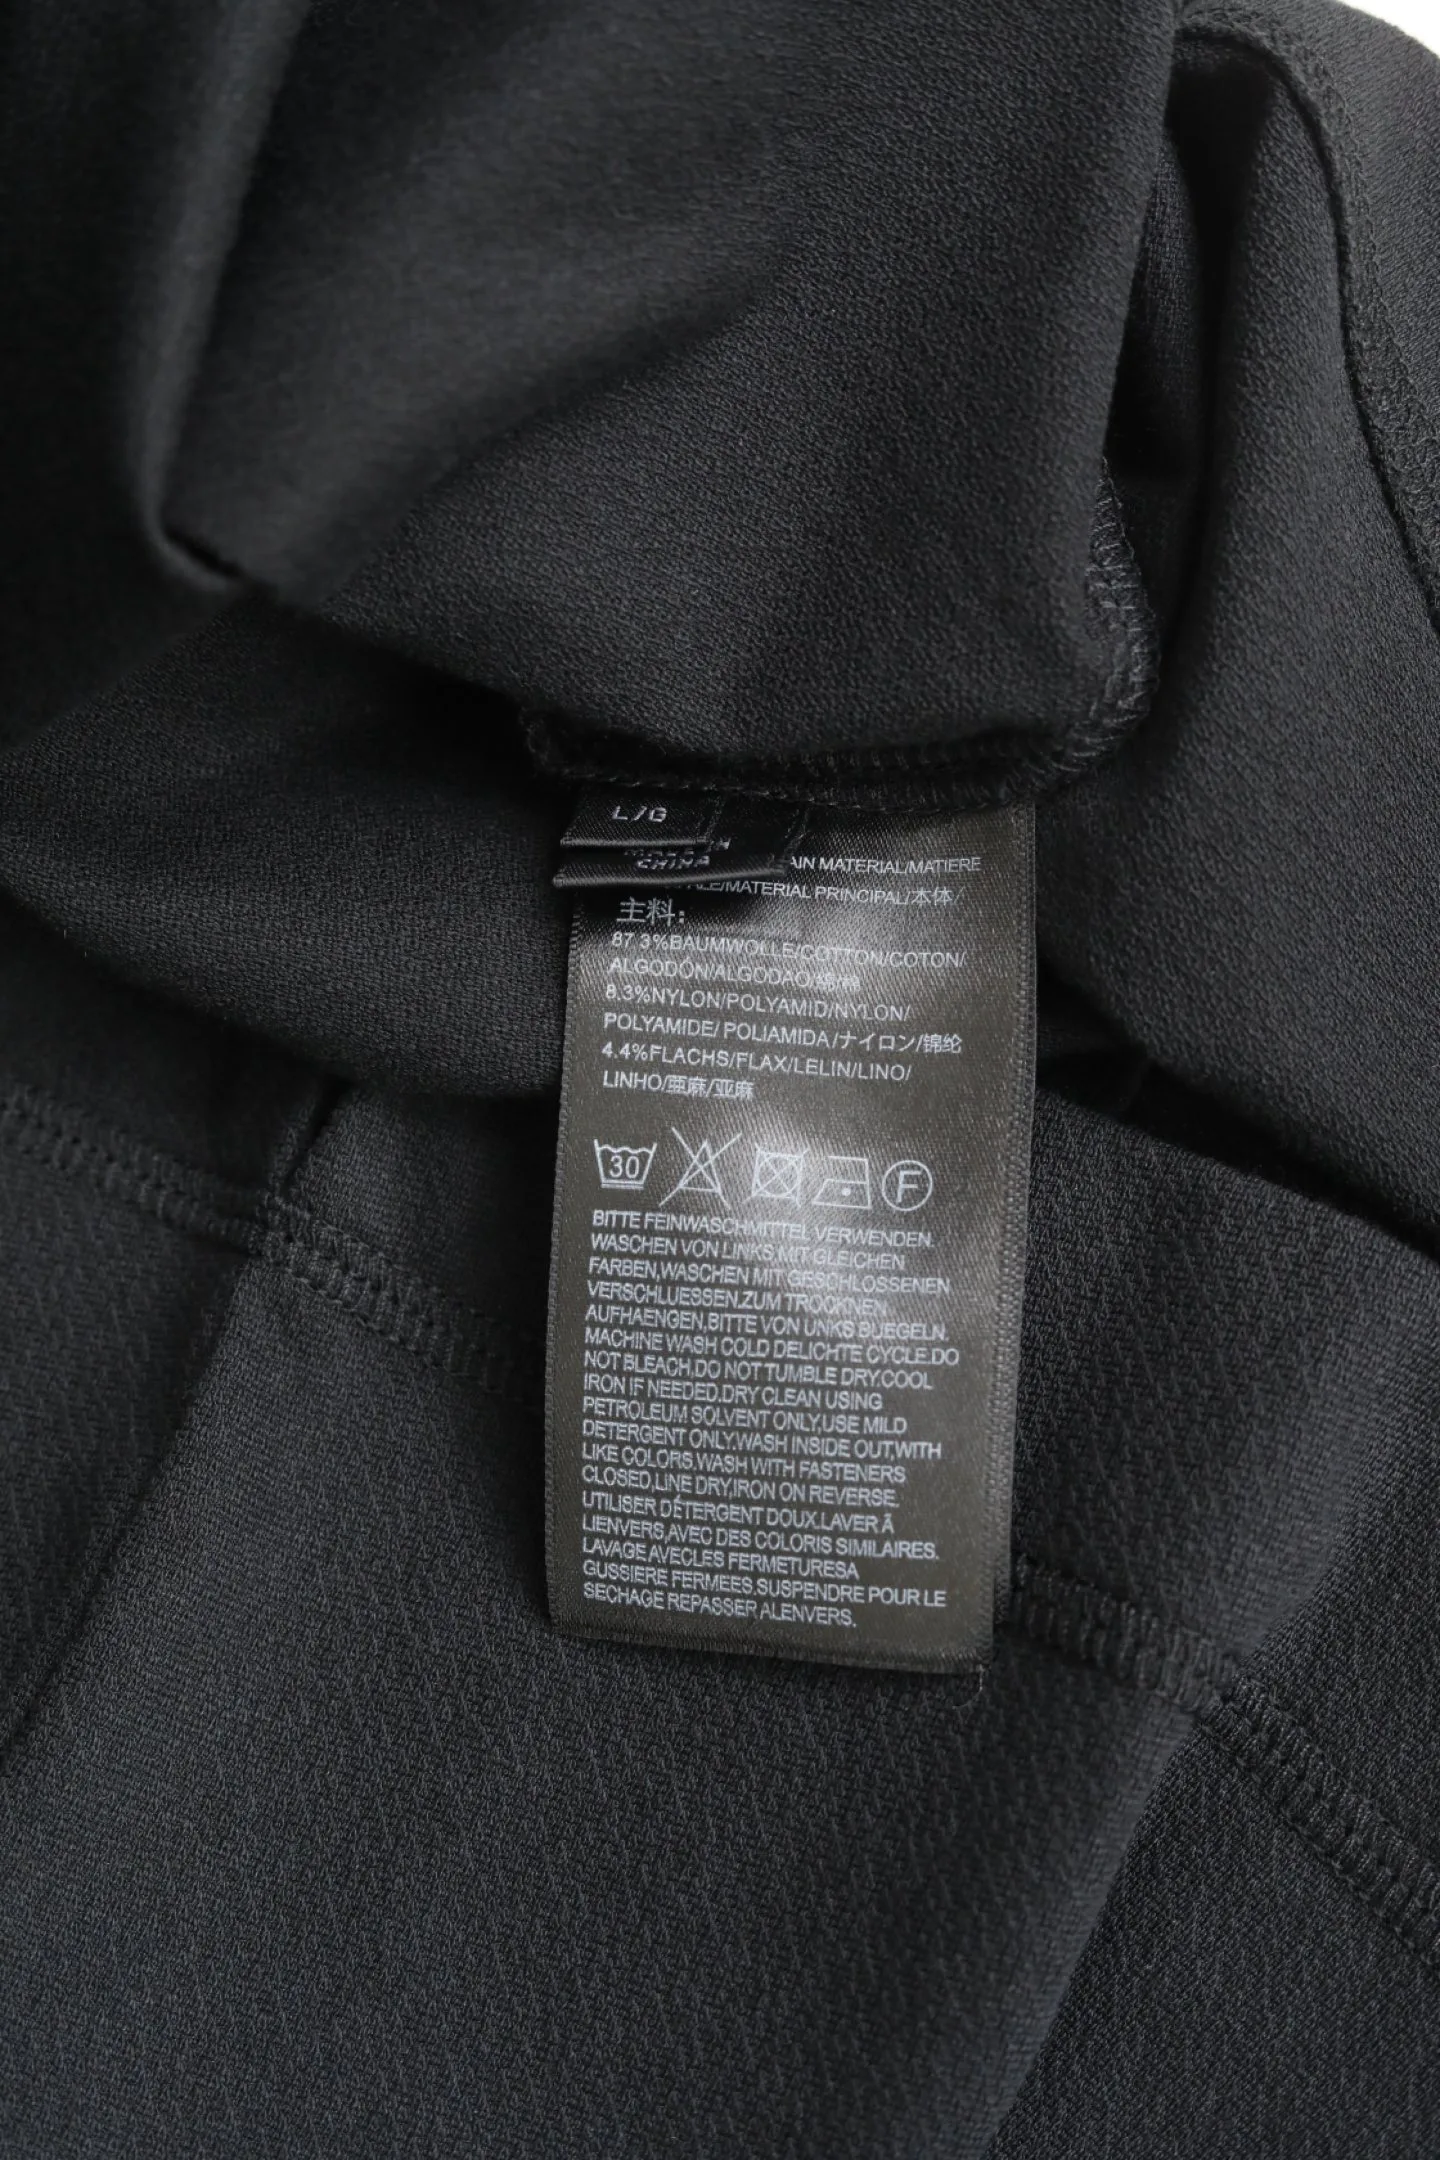 L/G
CHINA
MATERIAL/MATIERE
/MATERIAL PRINCIPAL/本体/
主料:
87.3%BAUMWOLLE/COTTON/COTON/
ALGODÓN/ALGODAO/綿/棉
8.3%NYLON/POLYAMID/NYLON/
POLYAMIDE/ POLIAMIDA /ナイロン/锦纶
4.4%FLACHS/FLAX/LELIN/LINO/
LINHO/亜麻/亚麻
30 F
BITTE FEINWASCHMITTEL VERWENDEN.
WASCHEN VON LINKS MIT GLEICHEN
FARBEN,WASCHEN MIT GESCHLOSSENEN
VERSCHLUESSEN.ZUM TROOKNEN
AUFHAENGEN,BITTE VON UNKS BUEGELN.
MACHINE WASH COLD DELICHTE CYCLE.DO
NOT BLEACH.DO NOT TUMBLE DRY.COOL
IRON IF NEEDED.DRY CLEAN USING
PETROLEUM SOLVENT ONLY,USE MILD
DETERGENT ONLY.WASH INSIDE OUT,WITH
LIKE COLORS.WASH WITH FASTENERS
CLOSED,LINE DRY,IRON ON REVERSE.
UTILISER DÉTERGENT DOUX.LAVER Ã
LIENVERS,AVEC DES COLORIS SIMILAIRES.
LAVAGE AVECLES FERMETURESA
GUSSIERE FERMEES.SUSPENDRE POUR LE
SECHAGE REPASSER ALENVERS.